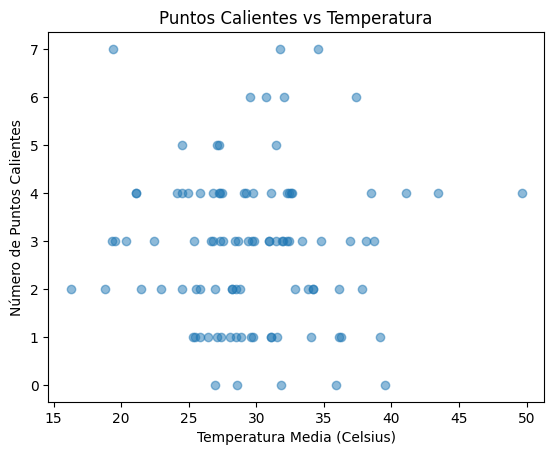 Puntos Calientes vs Temperatura
Número de Puntos Calientes
7
6
5
4
3
2
1
0
15 20 25 30 35 40 45 50
Temperatura Media (Celsius)